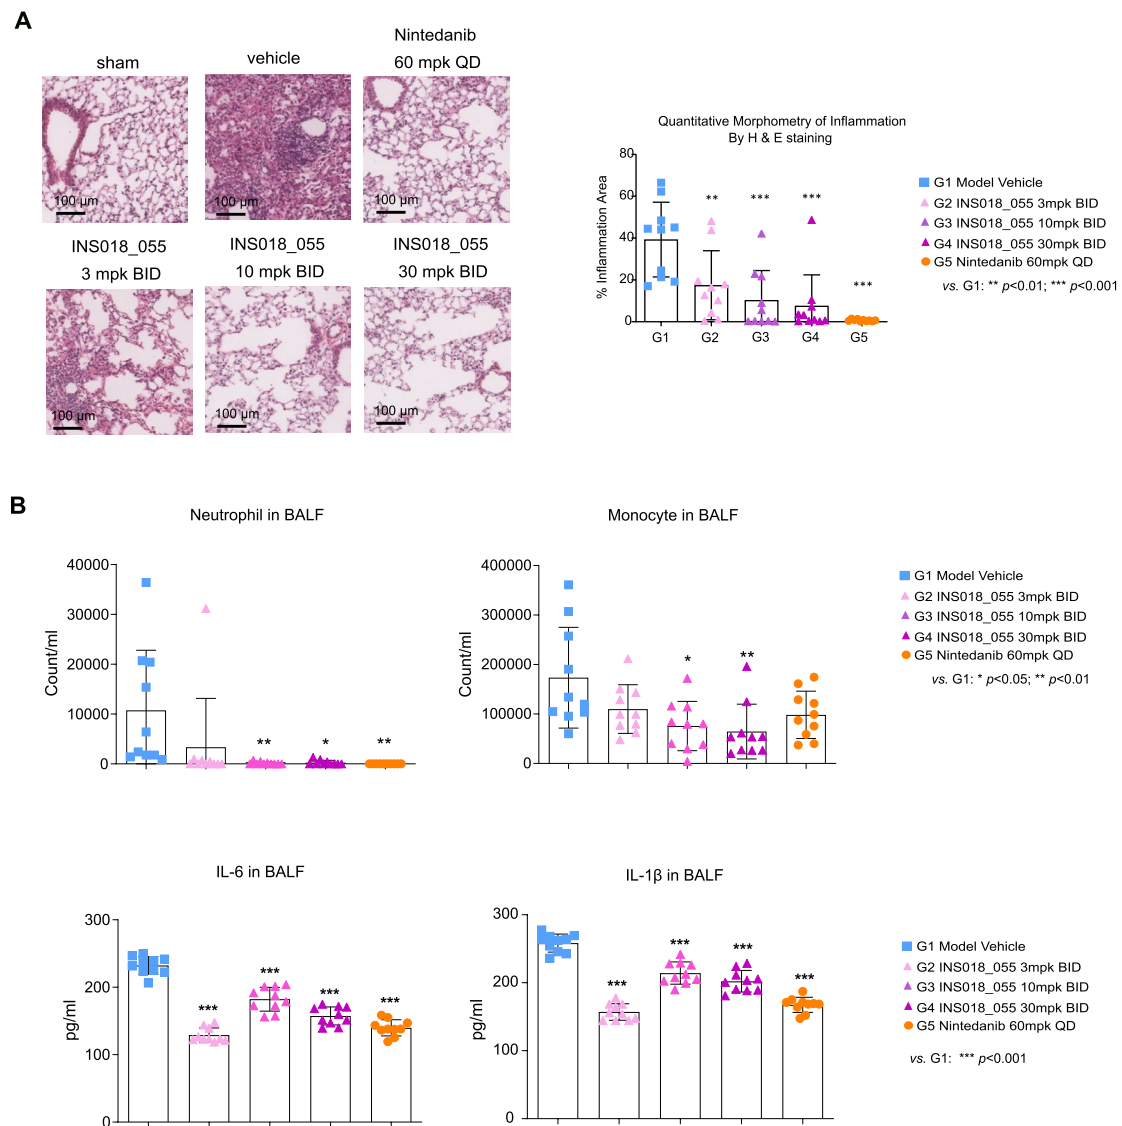 A
sham
vehicle
Nintedanib
60 mpk QD
100 µm
100 µm
100 µm
INS018_055
3 mpk BID
INS018_055
10 mpk BID
INS018_055
30 mpk BID
100 µm
100 µm
100 µm
Quantitative Morphometry of Inflammation
By H & E staining
% Inflammation Area
80
60
40
20
0
**
***
***
***
G1
G2
G3
G4
G5
G1 Model Vehicle
G2 INS018_055 3mpk BID
G3 INS018_055 10mpk BID
G4 INS018_055 30mpk BID
G5 Nintedanib 60mpk QD
vs. G1: ** p<0.01; *** p<0.001
B
Neutrophil in BALF
Count/ml
40000
30000
20000
10000
0
**
*
**
Monocyte in BALF
Count/ml
400000
300000
200000
100000
0
*
**
G1 Model Vehicle
G2 INS018_055 3mpk BID
G3 INS018_055 10mpk BID
G4 INS018_055 30mpk BID
G5 Nintedanib 60mpk QD
vs. G1: * p<0.05; ** p<0.01
IL-6 in BALF
pg/ml
300
200
100
0
***
***
***
***
IL-1β in BALF
pg/ml
300
200
100
0
***
***
***
***
G1 Model Vehicle
G2 INS018_055 3mpk BID
G3 INS018_055 10mpk BID
G4 INS018_055 30mpk BID
G5 Nintedanib 60mpk QD
vs. G1: *** p<0.001